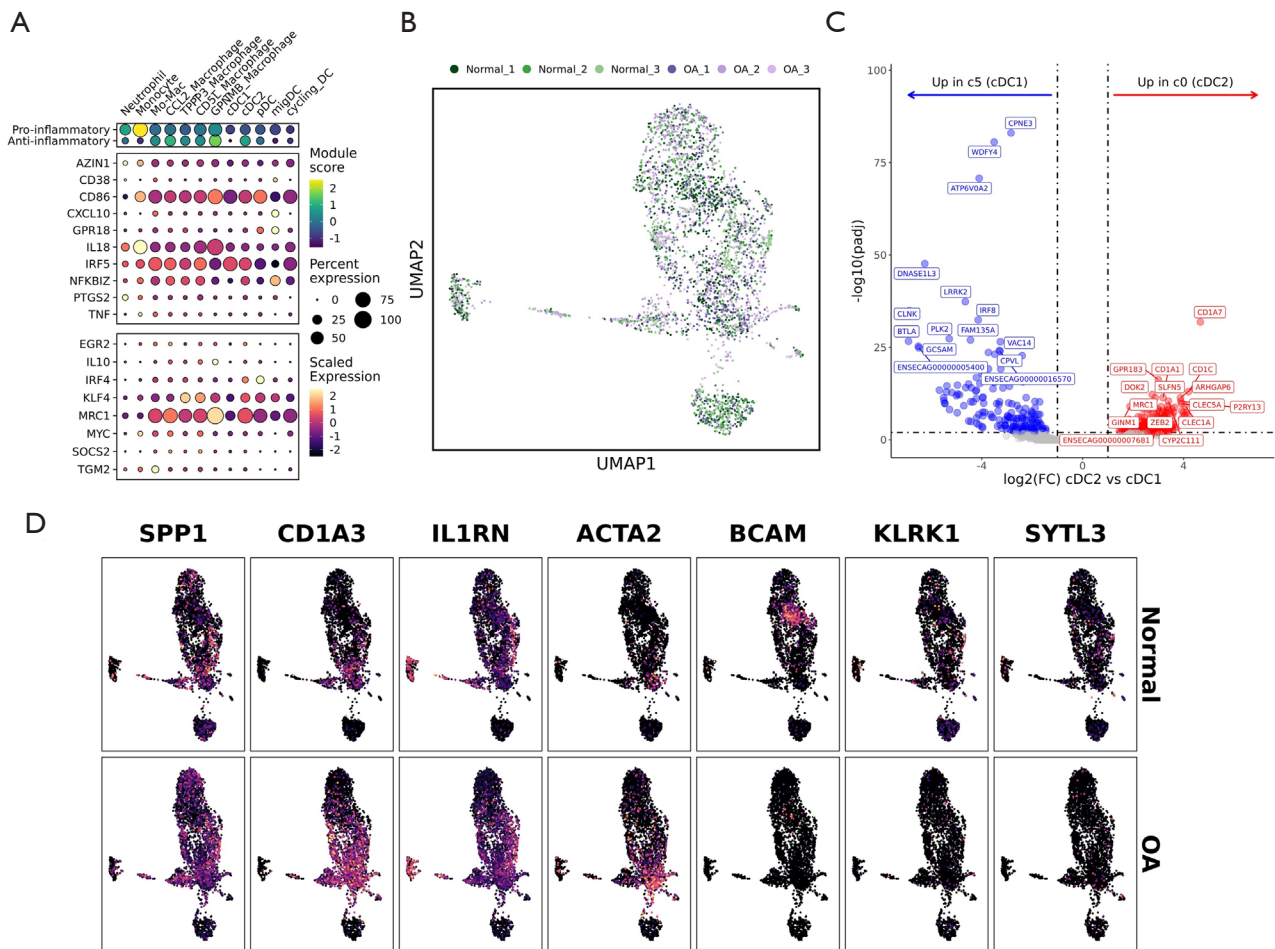 A
Neutrophil
Monocyte
Mo-Mac
CCL2_Macrophage
TPPP3_Macrophage
CD5L_Macrophage
GPNMB_Macrophage
cDC1
cDC2
pDC
migDC
cycling_DC
Pro-inflammatory
Anti-inflammatory
AZIN1
CD38
CD86
CXCL10
GPR18
IL18
IRF5
NFKBIZ
PTGS2
TNF
EGR2
IL10
IRF4
KLF4
MRC1
MYC
SOCS2
TGM2
Module
score
2
1
0
-1
Percent
expression
0
75
25
100
50
Scaled
Expression
2
1
0
-1
-2
B
Normal_1
Normal_2
Normal_3
OA_1
OA_2
OA_3
UMAP2
UMAP1
C
100
75
50
25
0
-log10(padj)
Up in c5 (cDC1)
Up in c0 (cDC2)
CPNE3
WDFY4
ATP6V0A2
DNASE1L3
LRRK2
CLNK
IRF8
CD1A7
BTLA
PLK2
FAM135A
GCSAM
VAC14
CPVL
ENSECAG00000005400
ENSECAG00000016570
GPR183
CD1A1
CD1C
DOK2
SLFN5
ARHGAP6
MRC1
CLEC5A
P2RY13
GINM1
ZEB2
CLEC1A
ENSECAG00000007681
CYP2C111
-4
0
4
log2(FC) cDC2 vs cDC1
D
SPP1
CD1A3
IL1RN
ACTA2
BCAM
KLRK1
SYTL3
Normal
OA